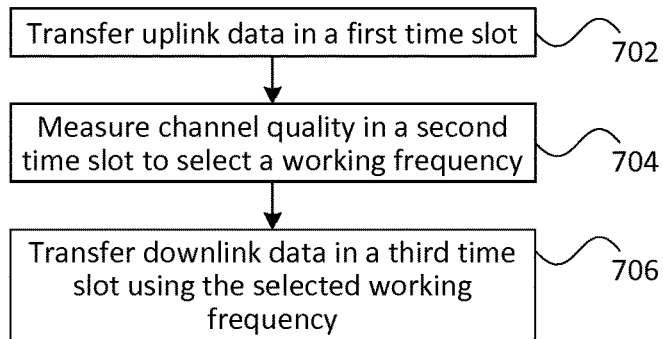 Transfer uplink data in a first time slot
702
Measure channel quality in a second
time slot to select a working frequency
704
Transfer downlink data in a third time
slot using the selected working
frequency
706